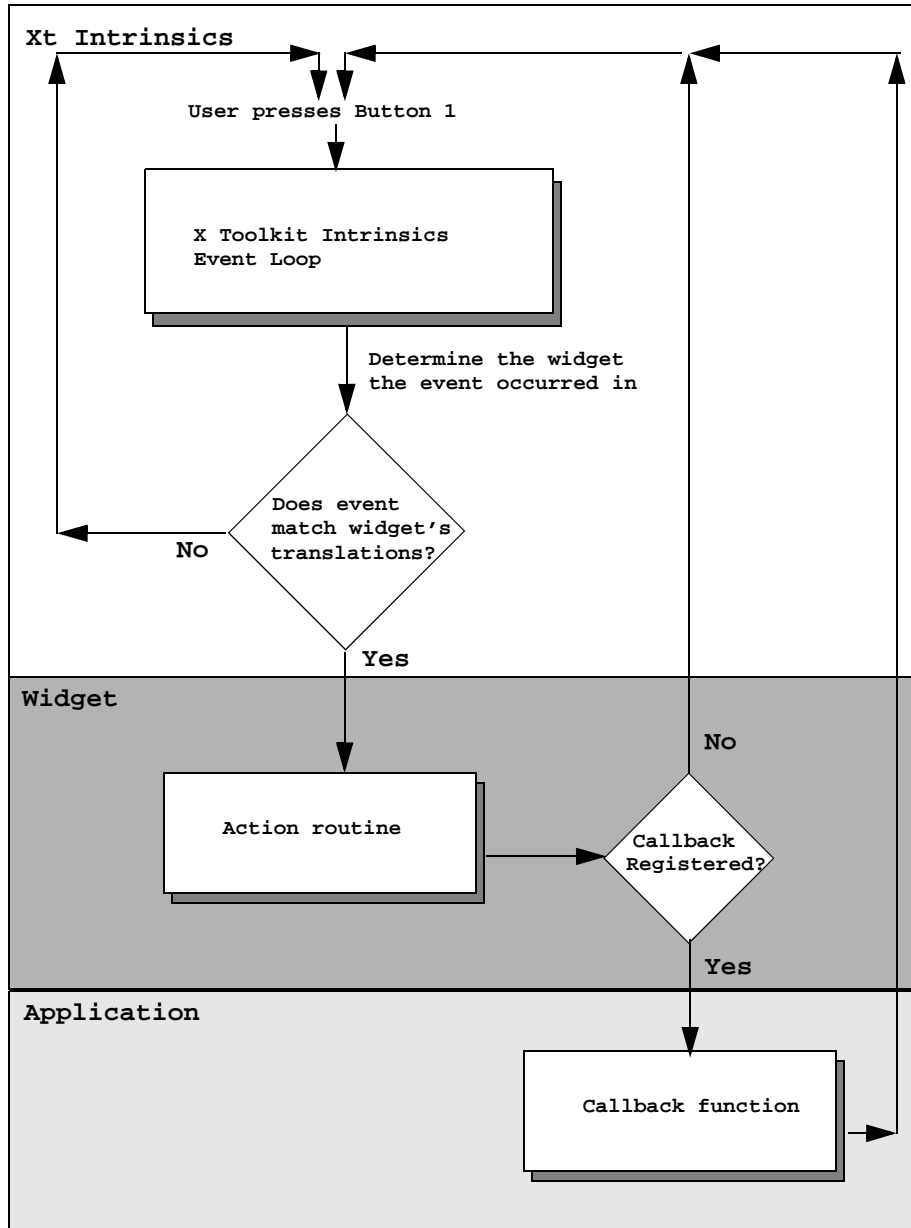 Xt Intrinsics
User presses Button 1
X Toolkit Intrinsics
Event Loop
Determine the widget
the event occurred in
Does event
match widget's
translations?
No
Yes
Widget
No
Action routine
Callback
Registered?
Yes
Application
Callback function